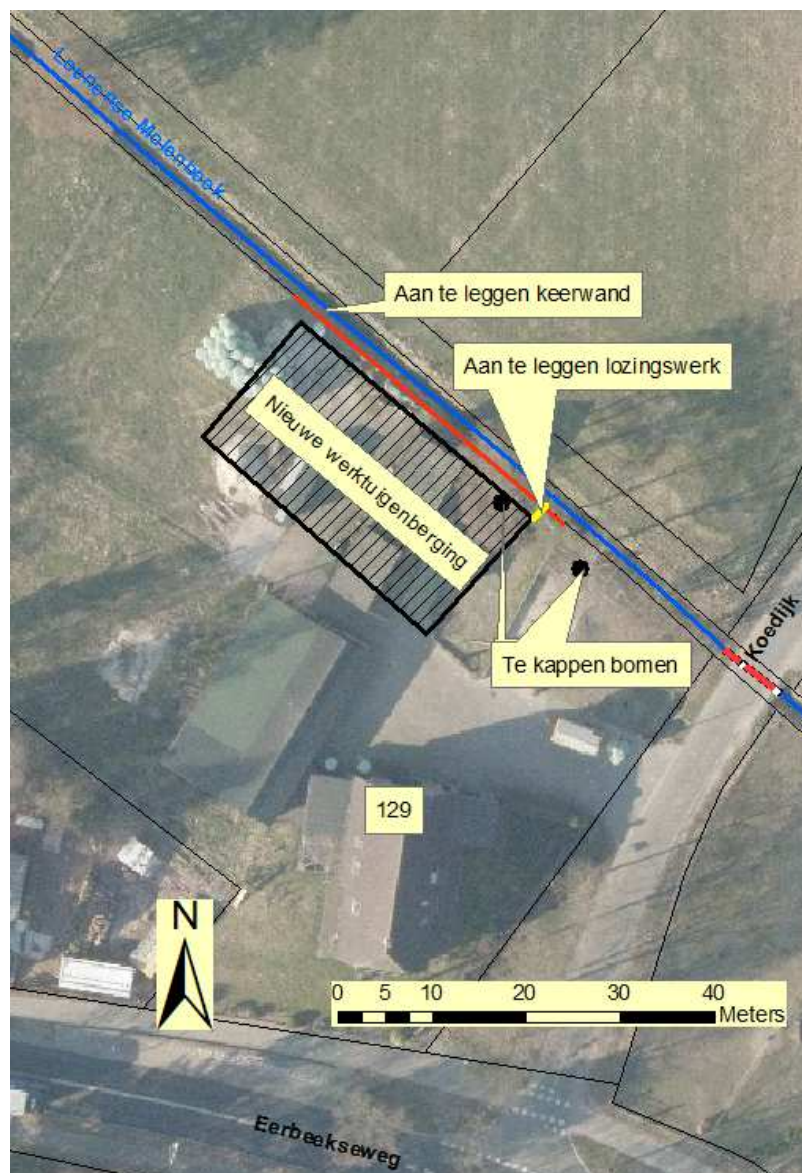 Loenense Molenbeek
Aan te leggen keerwand
Aan te leggen lozingswerk
Nieuwe werktuigenberging
Koedijk
Te kappen bomen
129
N
0 5 10 20 30 40
Meters
Eerbeekseweg